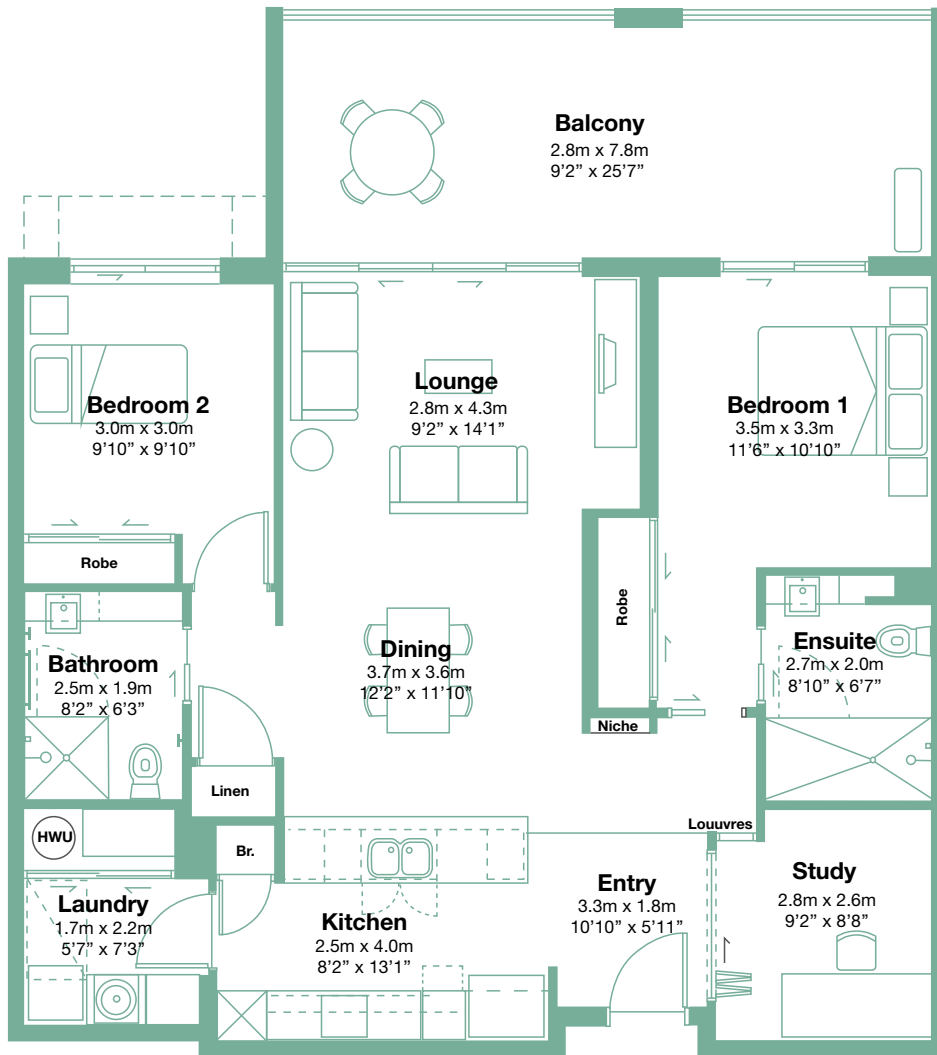 Balcony
2.8m x 7.8m
9’2” x 25’7”
Bedroom 2
3.0m x 3.0m
9’10” x 9’10”
Lounge
2.8m x 4.3m
9’2” x 14’1”
Bedroom 1
3.5m x 3.3m
11’6” x 10’10”
Robe
Robe
Bathroom
2.5m x 1.9m
8’2” x 6’3”
Dining
3.7m x 3.6m
12’2” x 11’10”
Ensuite
2.7m x 2.0m
8’10” x 6’7”
Niche
Linen
HWU
Br.
Louuvres
Laundry
1.7m x 2.2m
5’7” x 7’3”
Kitchen
2.5m x 4.0m
8’2” x 13’1”
Entry
3.3m x 1.8m
10’10” x 5’11”
Study
2.8m x 2.6m
9’2” x 8’8”